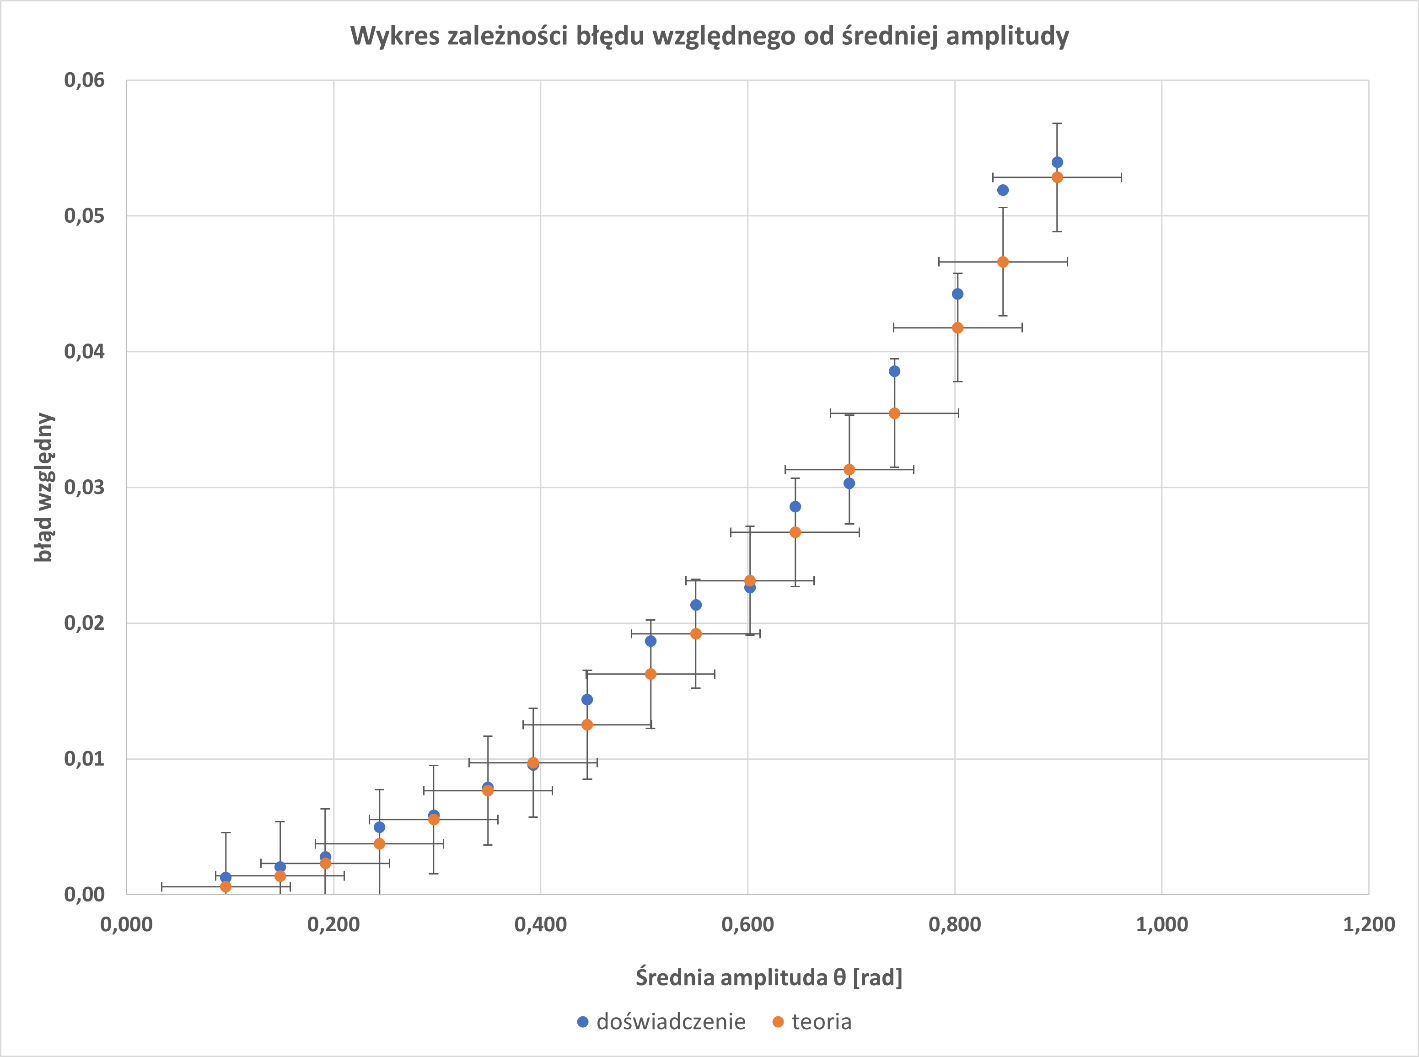 Wykres zależności błędu względnego od średniej amplitudy
0,06
0,05
0,04
0,03
0,02
0,01
0,00
błąd względny
0,000 0,200 0,400 0,600 0,800 1,000 1,200
Średnia amplituda θ [rad]
doświadczenie teoria